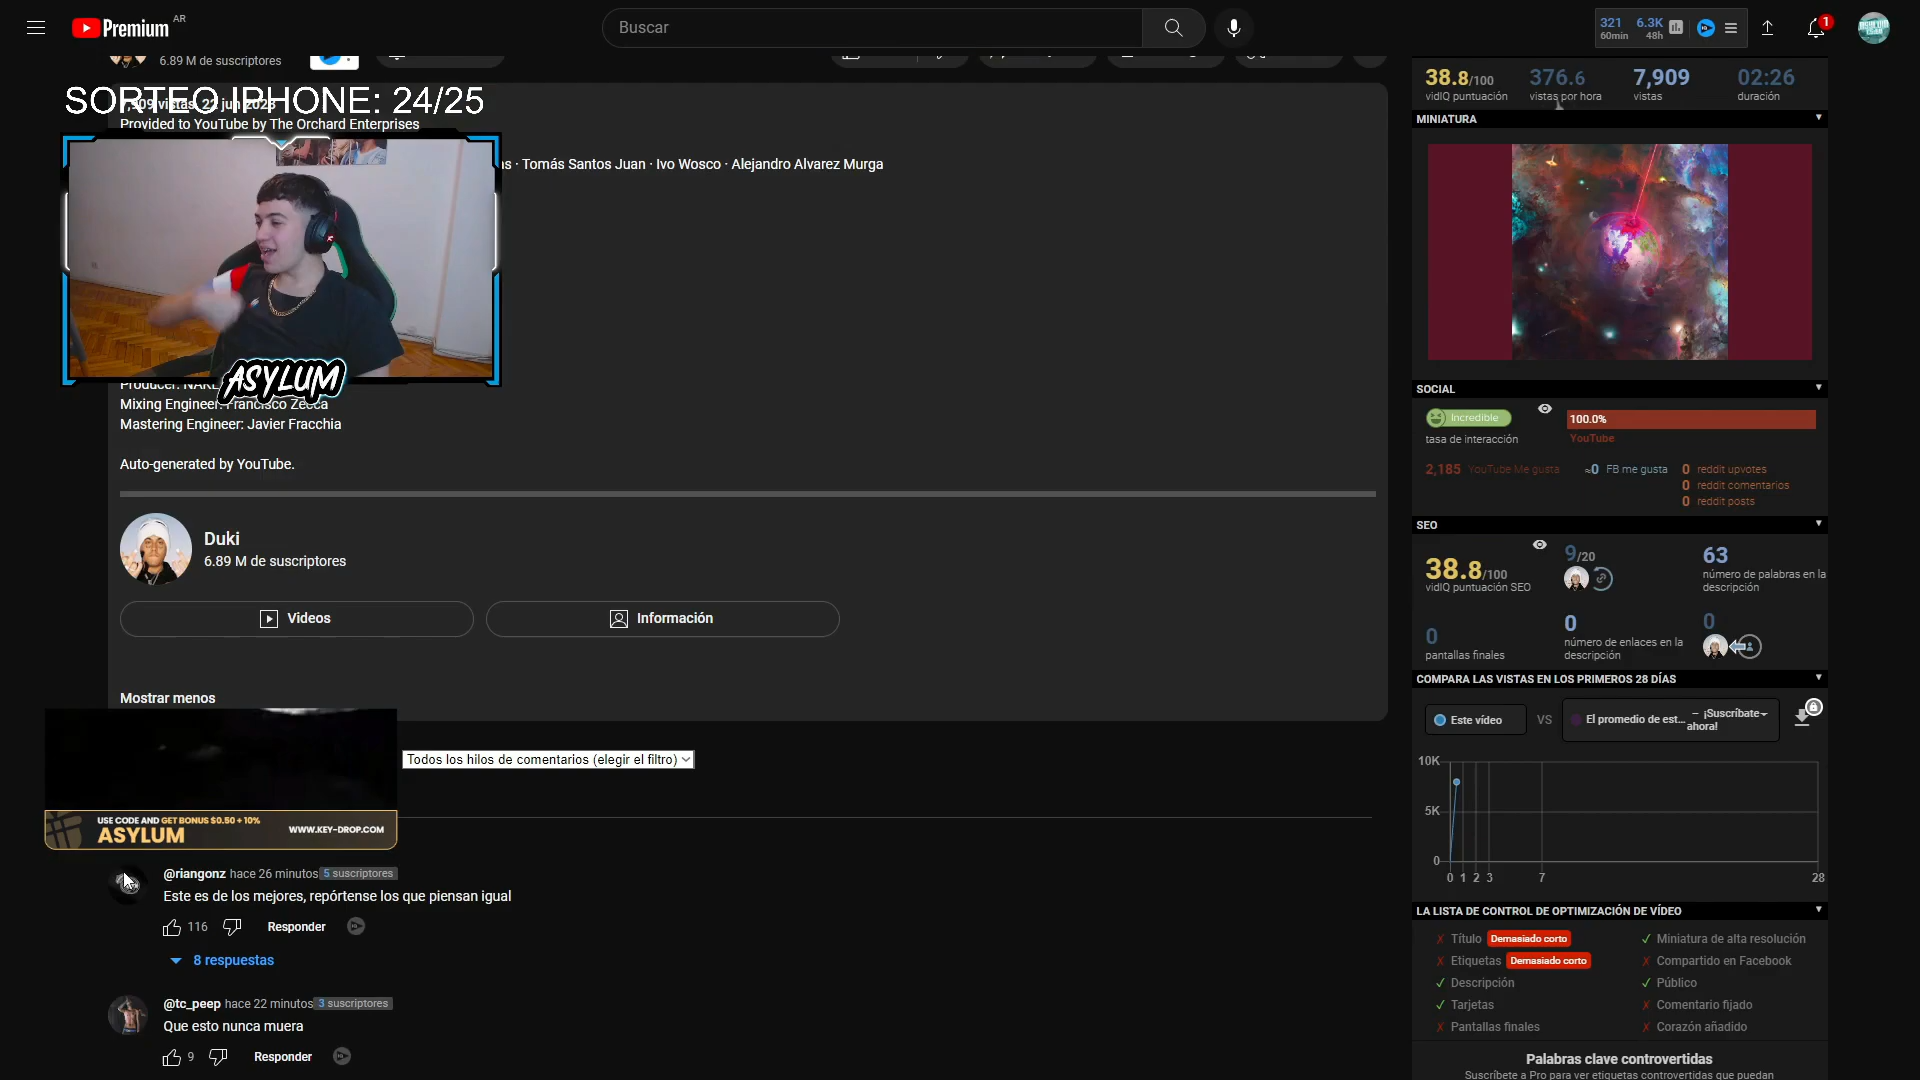 Premium AR
Buscar
321 6.3K
60min 48h
1
6.89 M de suscriptores
SORTEO IPHONE: 24/25
Provided to YouTube by The Orchard Enterprises
· Tomás Santos Juan · Ivo Wosco · Alejandro Alvarez Murga
ASYLUM
Mixing Engineer: Francisco Zecca
Mastering Engineer: Javier Fracchia
Auto-generated by YouTube.
Duki
6.89 M de suscriptores
Videos
Información
Mostrar menos
Todos los hilos de comentarios (elegir el filtro)
USE CODE AND GET BONUS $0.50 + 10%
ASYLUM
WWW.KEY-DROP.COM
@riangonz hace 26 minutos 5 suscriptores
Este es de los mejores, repórtense los que piensan igual
116 Responder
8 respuestas
@tc_peep hace 22 minutos 3 suscriptores
Que esto nunca muera
9 Responder
38.8/100 376.6 7,909 02:26
vidIQ puntuación vistas por hora vistas duración
MINIATURA
SOCIAL
Incredible
100.0%
tasa de interacción
YouTube
2,185 YouTube Me gusta ≈0 FB me gusta 0 reddit upvotes
0 reddit comentarios
0 reddit posts
SEO
38.8/100
vidIQ puntuación SEO
9/20
63
número de palabras en la descripción
0
pantallas finales
0
número de enlaces en la descripción
0
COMPARA LAS VISTAS EN LOS PRIMEROS 28 DÍAS
Este vídeo VS El promedio de est... – ¡Suscríbate ahora!
10K
5K
0
0 1 2 3 7 28
LA LISTA DE CONTROL DE OPTIMIZACIÓN DE VÍDEO
✗ Título Demasiado corto ✓ Miniatura de alta resolución
✗ Etiquetas Demasiado corto ✗ Compartido en Facebook
✓ Descripción ✓ Público
✓ Tarjetas ✗ Comentario fijado
✗ Pantallas finales ✗ Corazón añadido
Palabras clave controvertidas
Suscríbete a Pro para ver etiquetas controvertidas que puedan